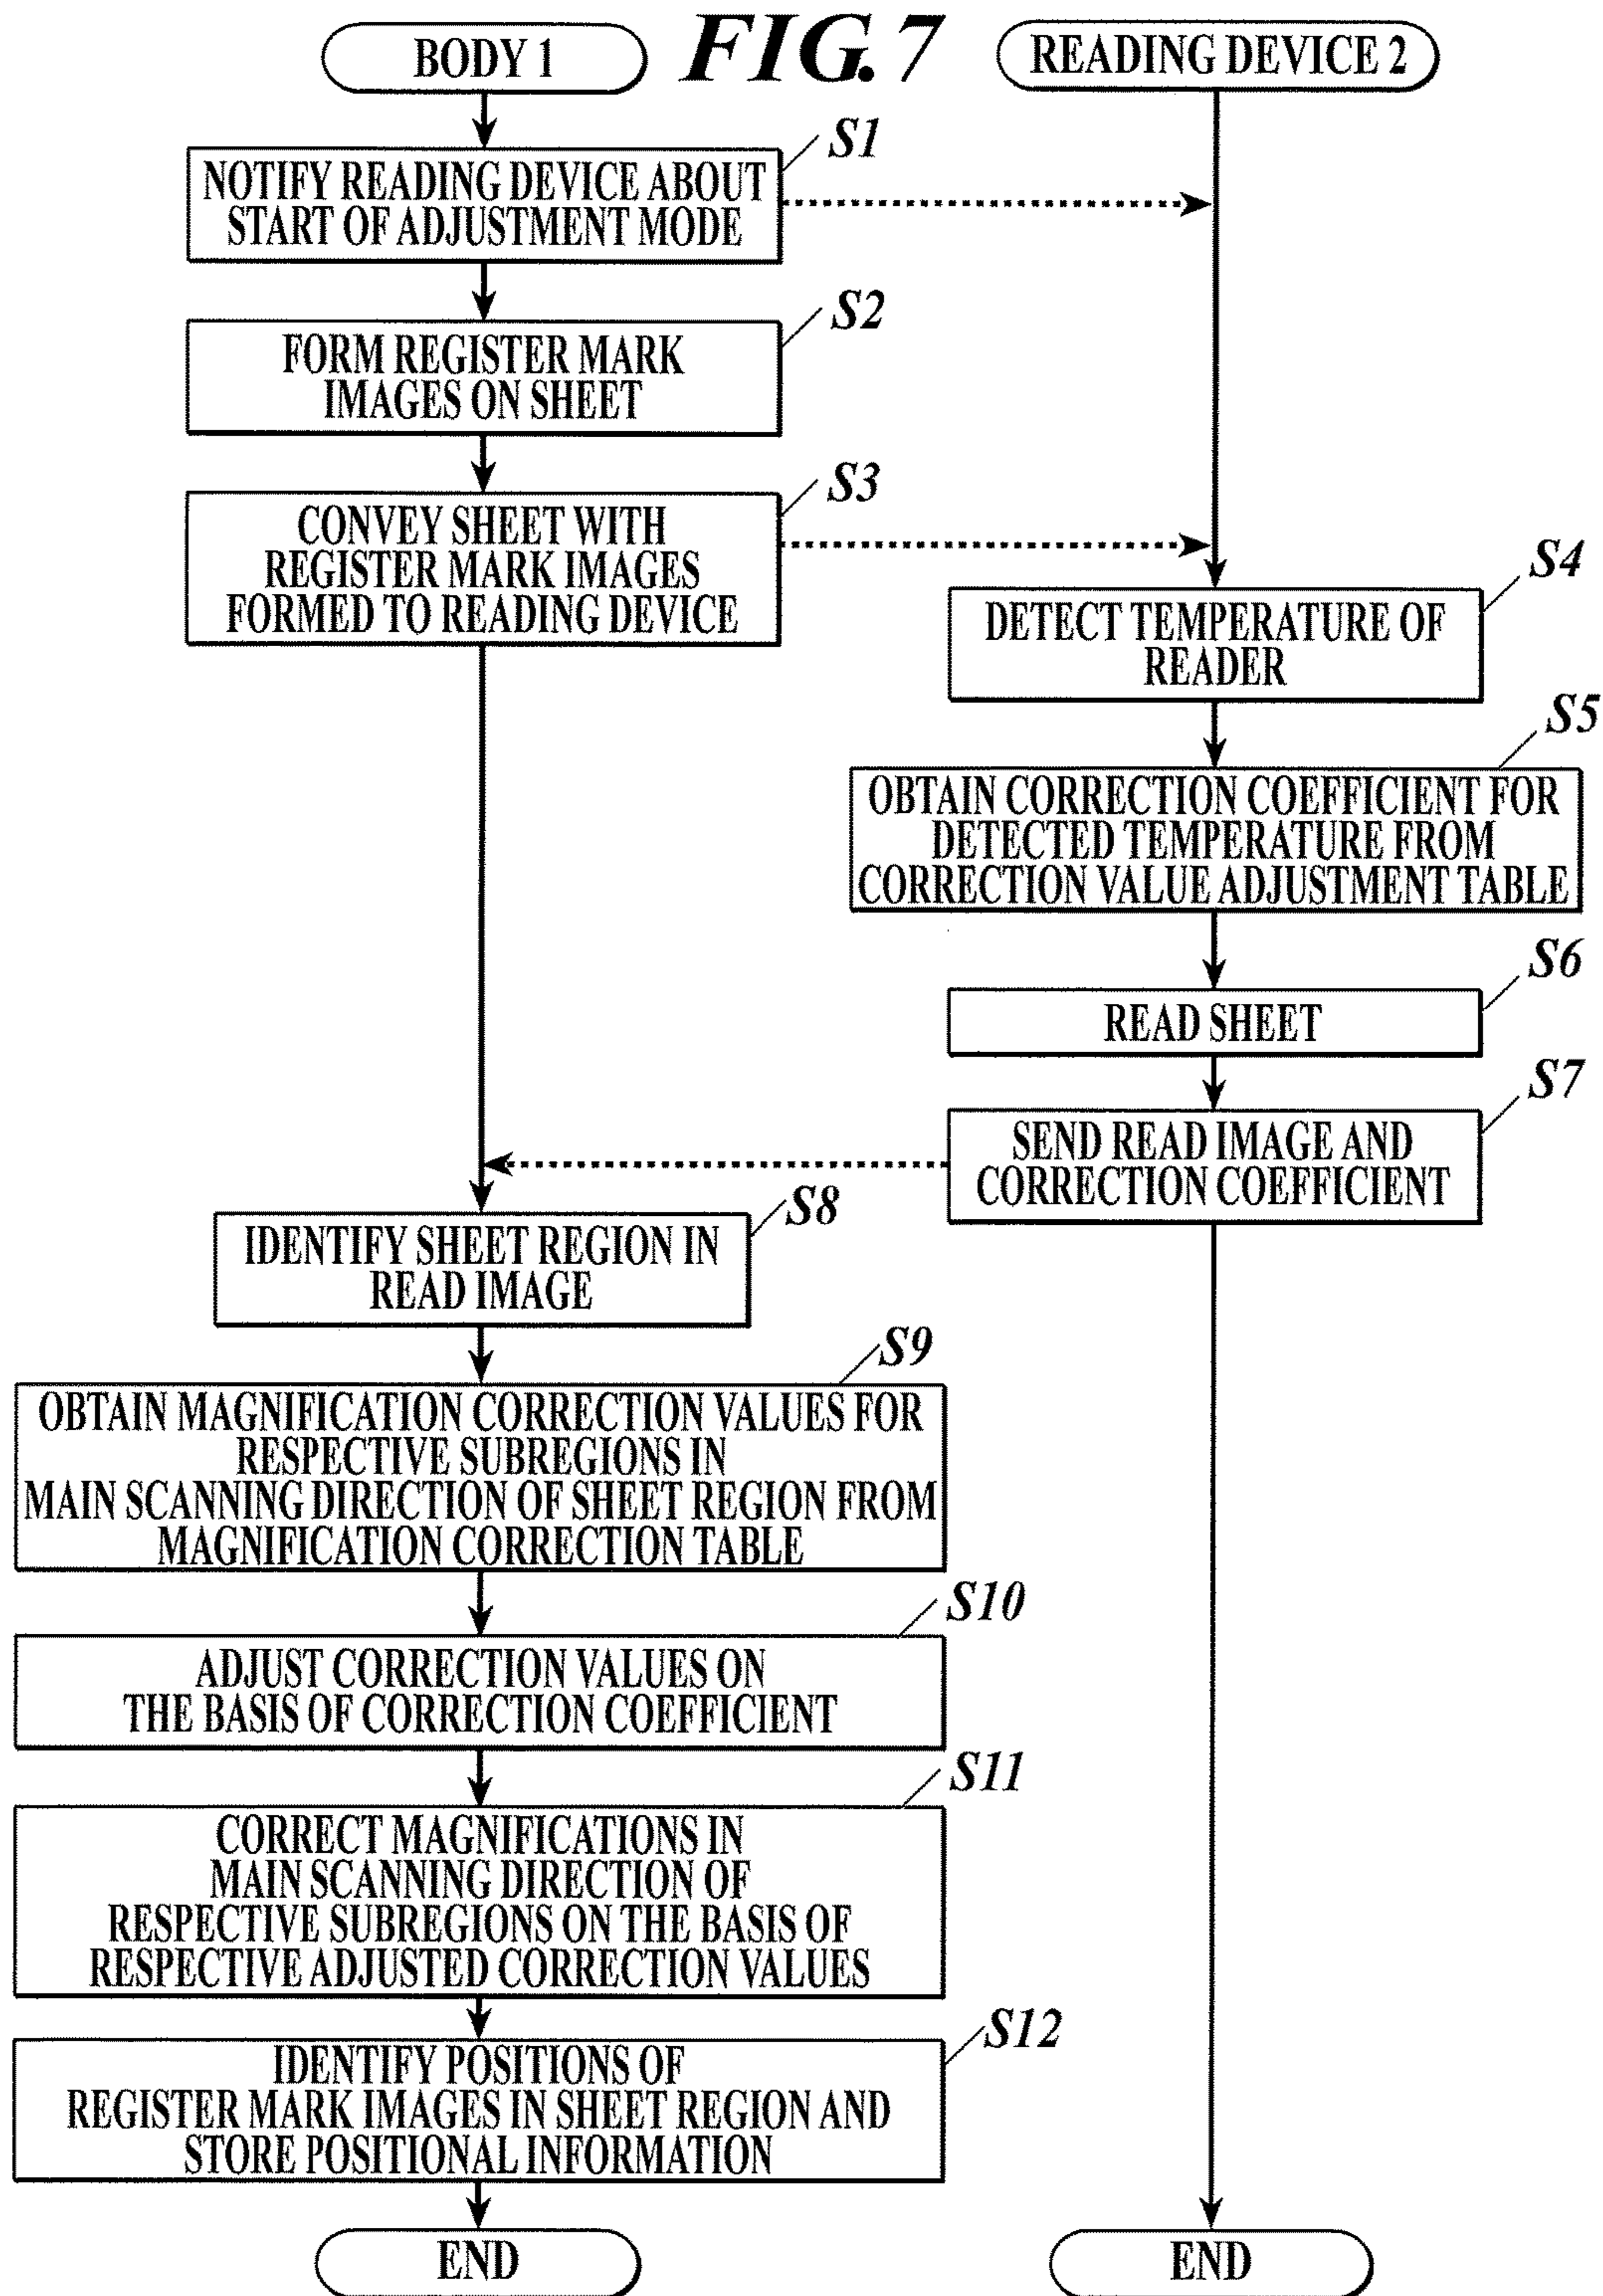 FIG. 7
BODY 1
READING DEVICE 2
S1
NOTIFY READING DEVICE ABOUT
START OF ADJUSTMENT MODE
S2
FORM REGISTER MARK
IMAGES ON SHEET
S3
CONVEY SHEET WITH
REGISTER MARK IMAGES
FORMED TO READING DEVICE
S4
DETECT TEMPERATURE OF
READER
S5
OBTAIN CORRECTION COEFFICIENT FOR
DETECTED TEMPERATURE FROM
CORRECTION VALUE ADJUSTMENT TABLE
S6
READ SHEET
S7
SEND READ IMAGE AND
CORRECTION COEFFICIENT
S8
IDENTIFY SHEET REGION IN
READ IMAGE
S9
OBTAIN MAGNIFICATION CORRECTION VALUES FOR
RESPECTIVE SUBREGIONS IN
MAIN SCANNING DIRECTION OF SHEET REGION FROM
MAGNIFICATION CORRECTION TABLE
S10
ADJUST CORRECTION VALUES ON
THE BASIS OF CORRECTION COEFFICIENT
S11
CORRECT MAGNIFICATIONS IN
MAIN SCANNING DIRECTION OF
RESPECTIVE SUBREGIONS ON THE BASIS OF
RESPECTIVE ADJUSTED CORRECTION VALUES
S12
IDENTIFY POSITIONS OF
REGISTER MARK IMAGES IN SHEET REGION AND
STORE POSITIONAL INFORMATION
END
END